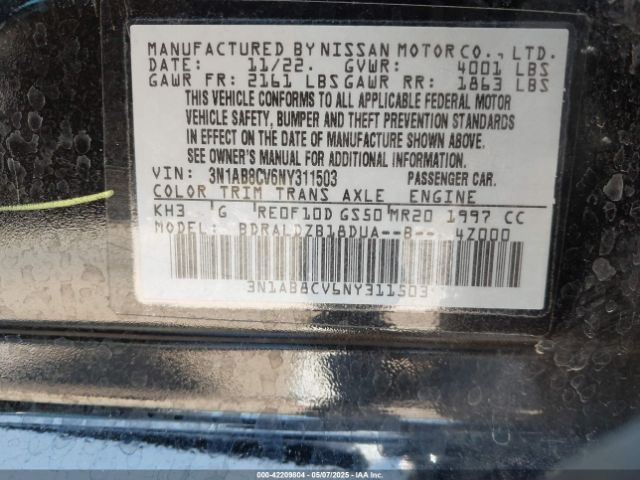 MANUFACTURED BY NISSAN MOTOR CO., LTD.
DATE: 11/22. GVWR: 4001 LBS
GAWR FR: 2161 LBS GAWR RR: 1863 LBS
THIS VEHICLE CONFORMS TO ALL APPLICABLE FEDERAL MOTOR
VEHICLE SAFETY, BUMPER AND THEFT PREVENTION STANDARDS
IN EFFECT ON THE DATE OF MANUFACTURE SHOWN ABOVE.
SEE OWNER'S MANUAL FOR ADDITIONAL INFORMATION.
VIN: 3N1AB8CV6NY311503 PASSENGER CAR.
COLOR TRIM TRANS AXLE ENGINE
KH3 'G 'RE0F10D GS50'MR20 1997 CC
MODEL: BDRALDZB18DUA--B-- 4Z000
3N1AB8CV6NY311503
000-42209804 05/07/2025 IAAI.COM